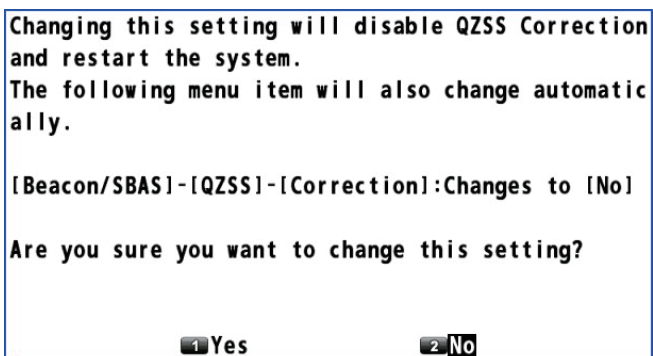 Changing this setting will disable QZSS Correction
and restart the system.
The following menu item will also change automatic
ally.
[Beacon/SBAS]-[QZSS]-[Correction]:Changes to [No]
Are you sure you want to change this setting?
1 Yes 2 No